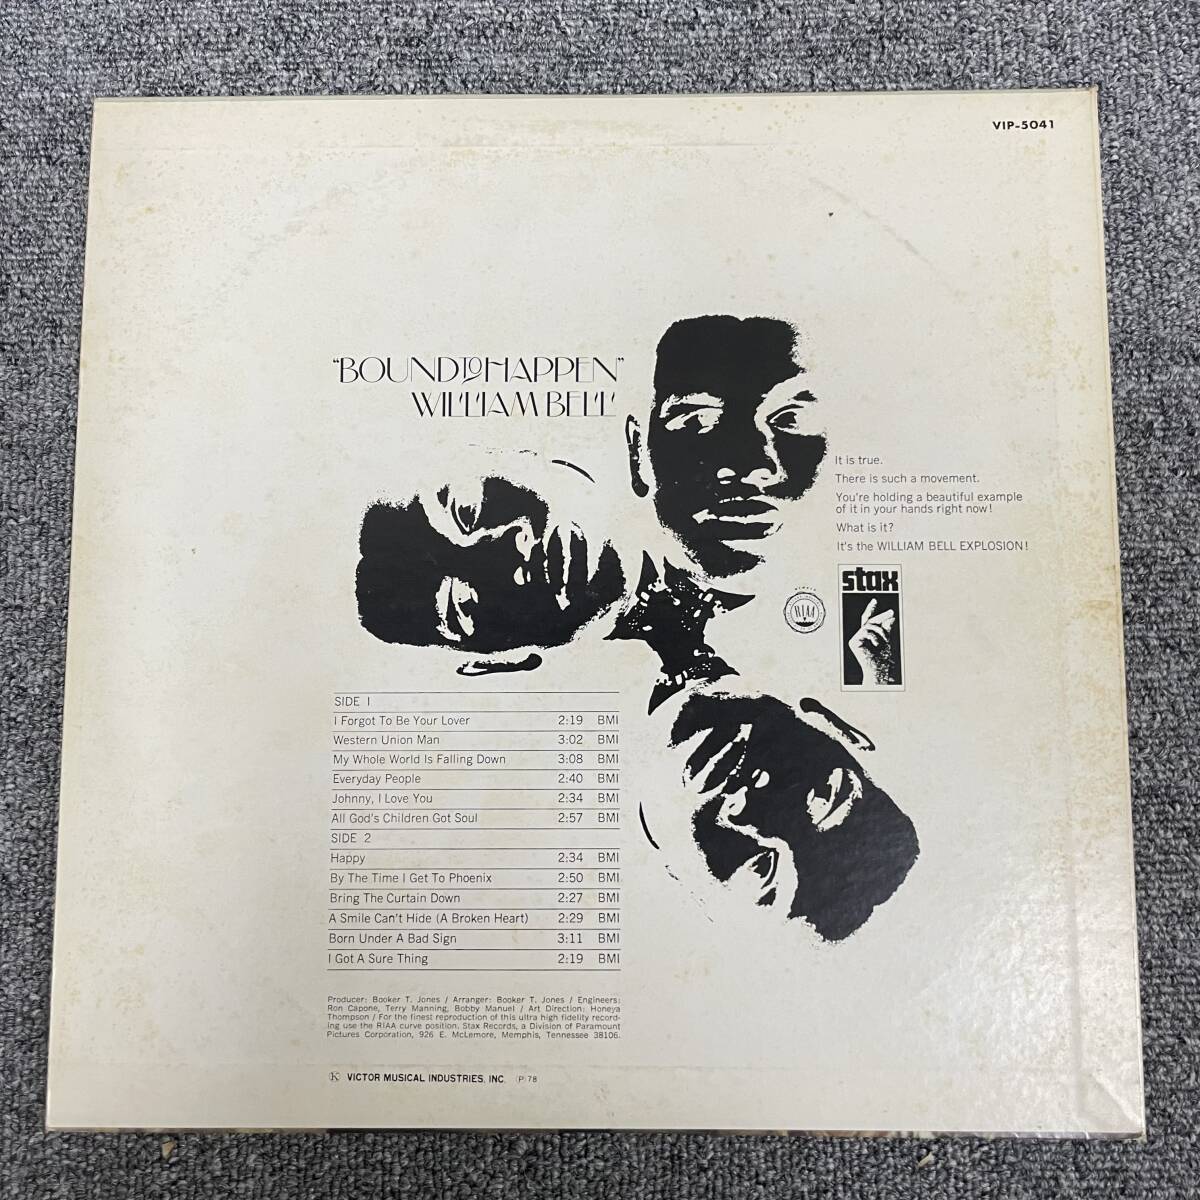 VIP-5041
"BOUND TO HAPPEN"
WILLIAM BELL
It is true.
There is such a movement.
You're holding a beautiful example
of it in your hands right now!
What is it?
It's the WILLIAM BELL EXPLOSION!
stax
RIAA
SIDE 1
I Forgot To Be Your Lover 2:19 BMI
Western Union Man 3:02 BMI
My Whole World Is Falling Down 3:08 BMI
Everyday People 2:40 BMI
Johnny, I Love You 2:34 BMI
All God's Children Got Soul 2:57 BMI
SIDE 2
Happy 2:34 BMI
By The Time I Get To Phoenix 2:50 BMI
Bring The Curtain Down 2:27 BMI
A Smile Can't Hide (A Broken Heart) 2:29 BMI
Born Under A Bad Sign 3:11 BMI
I Got A Sure Thing 2:19 BMI
Producer: Booker T. Jones / Arranger: Booker T. Jones / Engineers:
Ron Capone, Terry Manning, Bobby Manuel / Art Direction: Honeya
Thompson / For the finest reproduction of this ultra high fidelity record-
ing use the RIAA curve position. Stax Records, a Division of Paramount
Pictures Corporation, 926 E. McLemore, Memphis, Tennessee 38106.
Ⓚ VICTOR MUSICAL INDUSTRIES, INC. Ⓟ 78